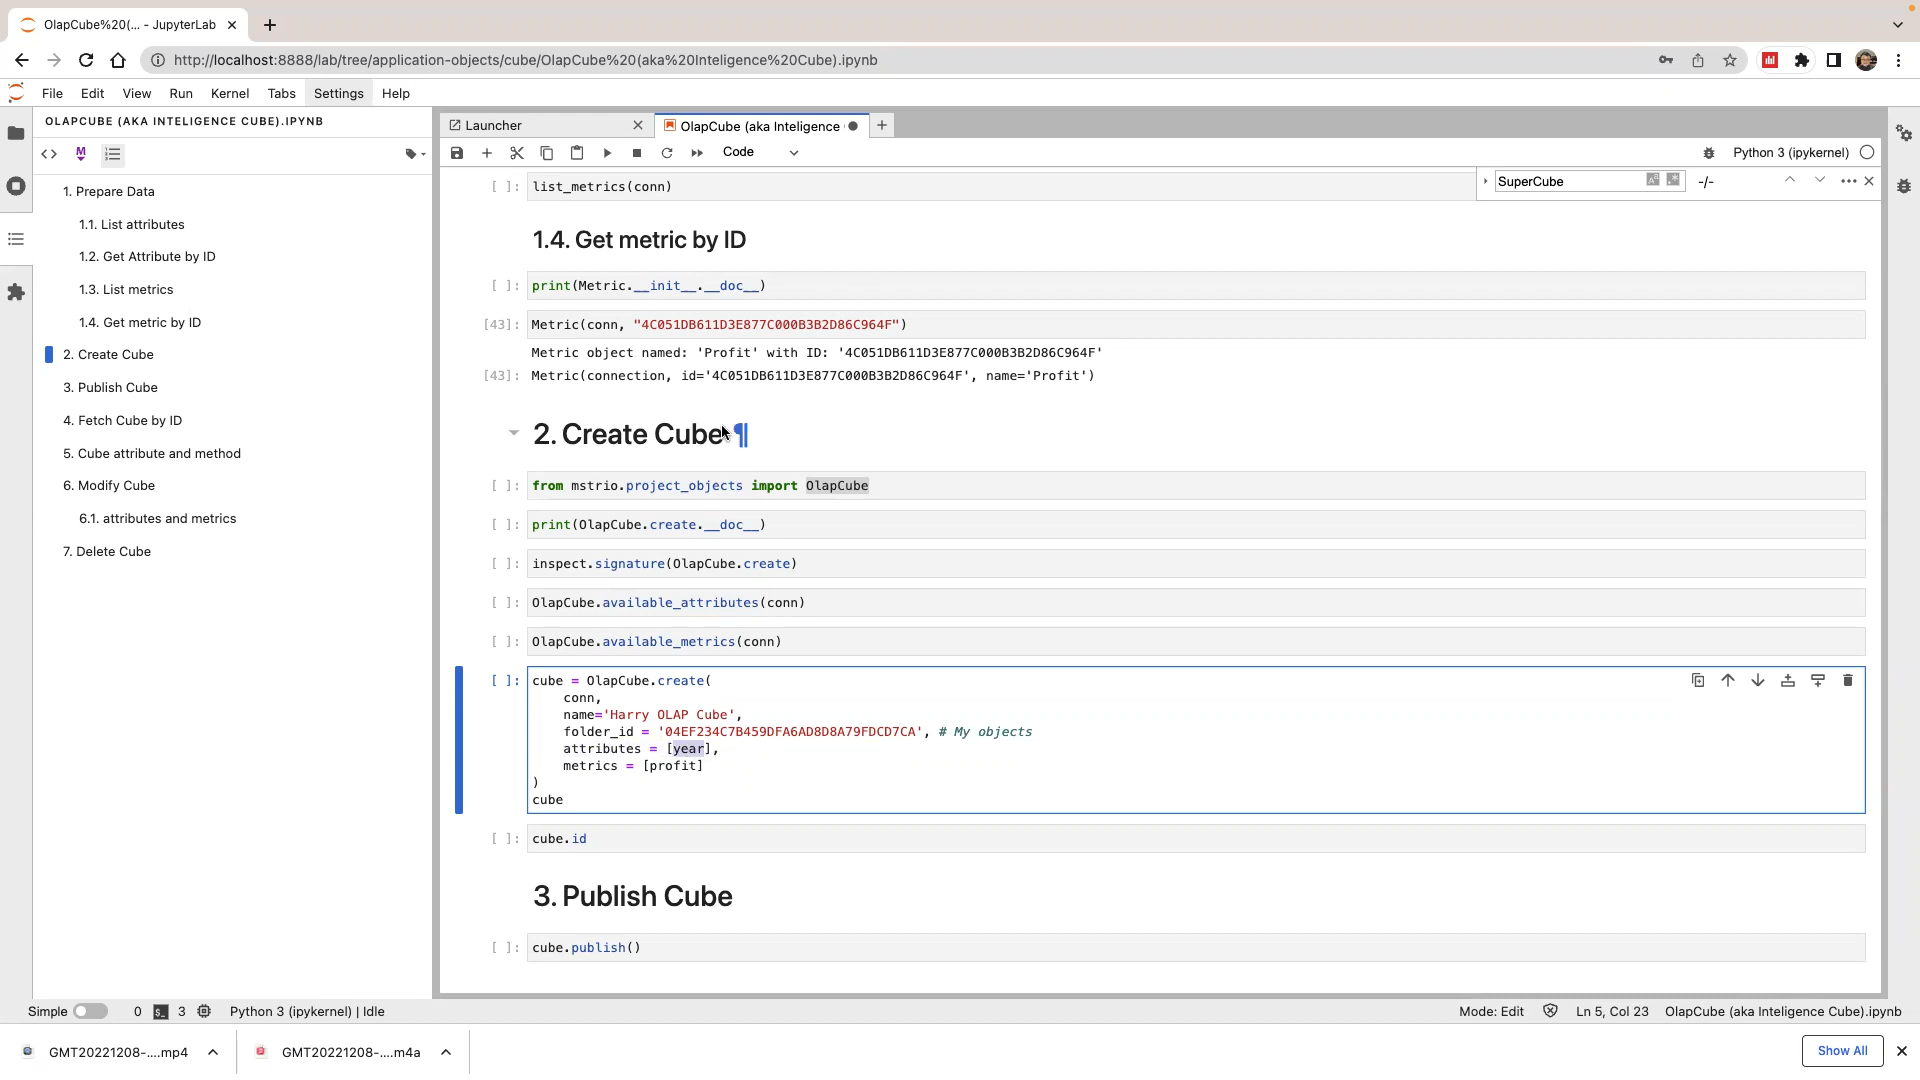 OlapCube%20(... - JupyterLab
http://localhost:8888/lab/tree/application-objects/cube/OlapCube%20(aka%20Inteligence%20Cube).ipynb
File Edit View Run Kernel Tabs Settings Help
OLAPCUBE (AKA INTELIGENCE CUBE).IPYNB
1. Prepare Data
1.1. List attributes
1.2. Get Attribute by ID
1.3. List metrics
1.4. Get metric by ID
2. Create Cube
3. Publish Cube
4. Fetch Cube by ID
5. Cube attribute and method
6. Modify Cube
6.1. attributes and metrics
7. Delete Cube
Launcher
OlapCube (aka Inteligence
Code
Python 3 (ipykernel)
SuperCube
-/-
[ ]: list_metrics(conn)
1.4. Get metric by ID
[ ]: print(Metric.__init__.__doc__)
[43]: Metric(conn, "4C051DB611D3E877C000B3B2D86C964F")
Metric object named: 'Profit' with ID: '4C051DB611D3E877C000B3B2D86C964F'
[43]: Metric(connection, id='4C051DB611D3E877C000B3B2D86C964F', name='Profit')
2. Create Cube¶
[ ]: from mstrio.project_objects import OlapCube
[ ]: print(OlapCube.create.__doc__)
[ ]: inspect.signature(OlapCube.create)
[ ]: OlapCube.available_attributes(conn)
[ ]: OlapCube.available_metrics(conn)
[ ]: cube = OlapCube.create(
conn,
name='Harry OLAP Cube',
folder_id = '04EF234C7B459DFA6AD8D8A79FDCD7CA', # My objects
attributes = [year],
metrics = [profit]
)
cube
[ ]: cube.id
3. Publish Cube
[ ]: cube.publish()
Simple 0 3 Python 3 (ipykernel) | Idle
Mode: Edit Ln 5, Col 23 OlapCube (aka Inteligence Cube).ipynb
GMT20221208-....mp4
GMT20221208-....m4a
Show All